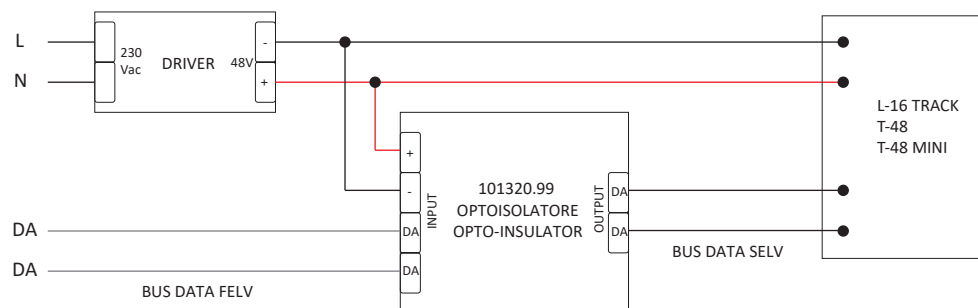 L
N
230
Vac
DRIVER
48V
-
+
L-16 TRACK
T-48
T-48 MINI
+
-
DA
DA
INPUT
101320.99
OPTOISOLATORE
OPTO-INSULATOR
OUTPUT
DA
DA
DA
DA
BUS DATA FELV
BUS DATA SELV